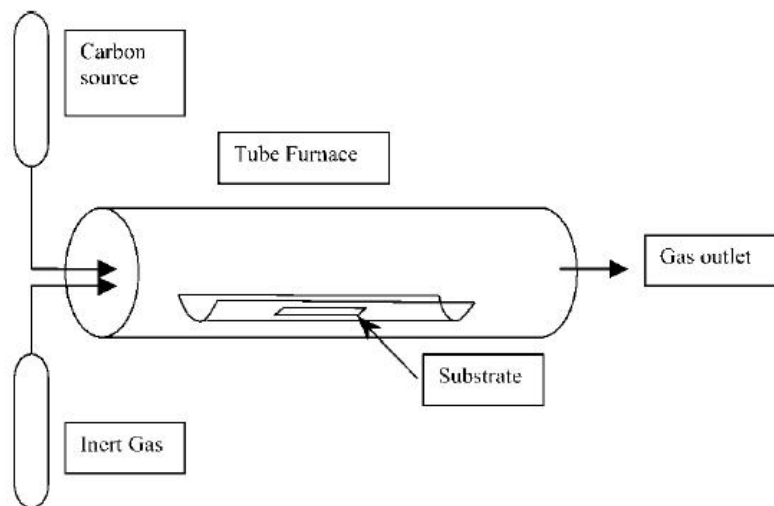 Carbon
source
Tube Furnace
Gas outlet
Substrate
Inert Gas